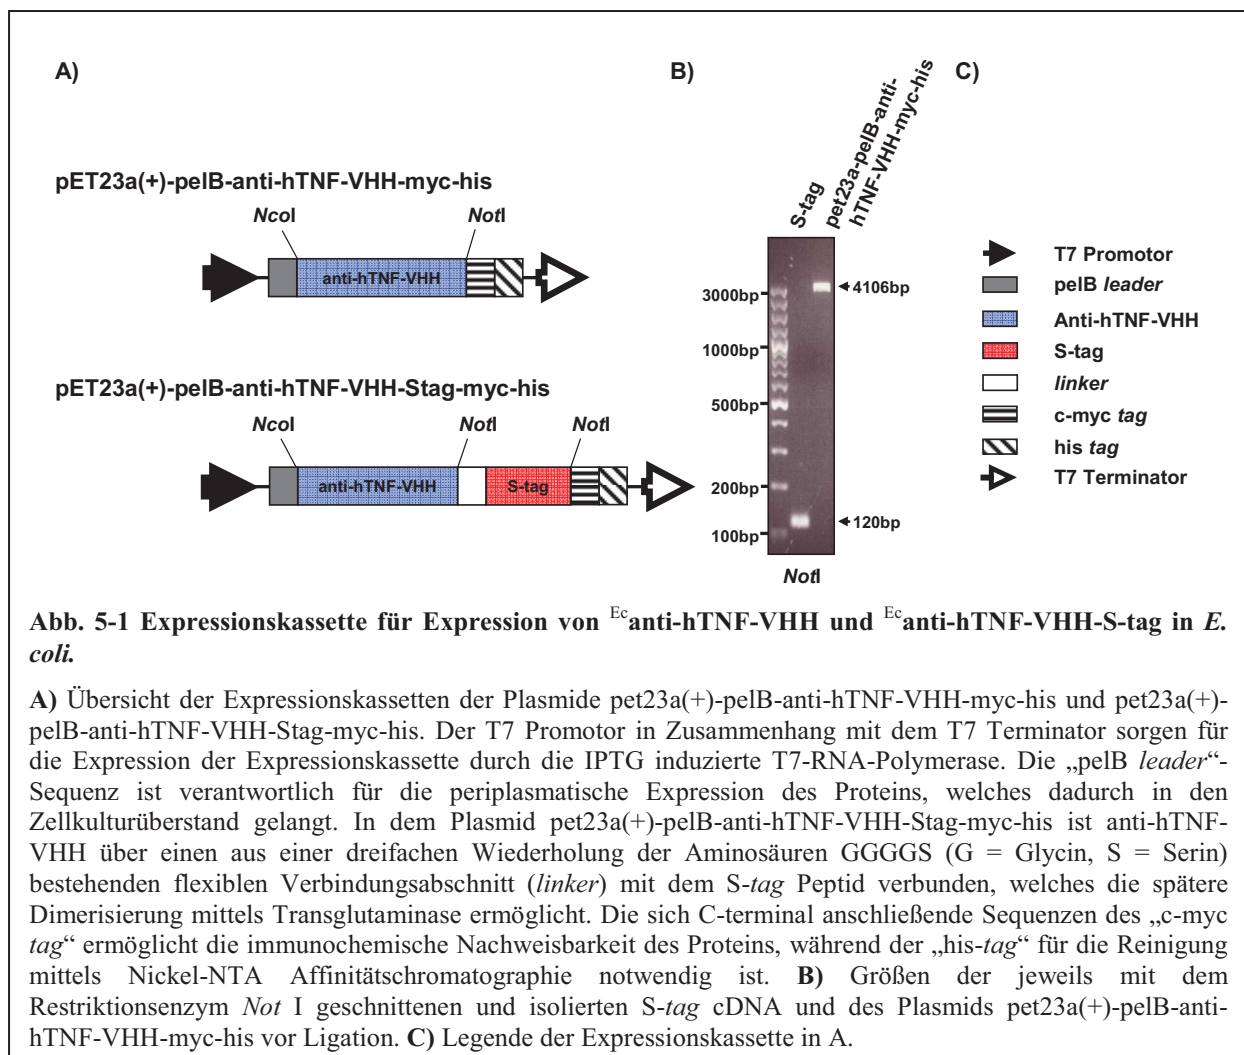 A)
B)
C)
pet23a-pelB-anti-
hTNF-VHH-myc-his
S-tag
pET23a(+)-pelB-anti-hTNF-VHH-myc-his
NcoI
NotI
anti-hTNF-VHH
pET23a(+)-pelB-anti-hTNF-VHH-Stag-myc-his
NcoI
NotI
NotI
anti-hTNF-VHH
S-tag
3000bp
1000bp
500bp
200bp
100bp
4106bp
120bp
NotI
T7 Promotor
pelB leader
Anti-hTNF-VHH
S-tag
linker
c-myc tag
his tag
T7 Terminator
Abb. 5-1 Expressionskassette für Expression von Ecanti-hTNF-VHH und Ecanti-hTNF-VHH-S-tag in E.
coli.
A) Übersicht der Expressionskassetten der Plasmide pet23a(+)-pelB-anti-hTNF-VHH-myc-his und pet23a(+)-
pelB-anti-hTNF-VHH-Stag-myc-his. Der T7 Promotor in Zusammenhang mit dem T7 Terminator sorgen für
die Expression der Expressionskassette durch die IPTG induzierte T7-RNA-Polymerase. Die „pelB leader“-
Sequenz ist verantwortlich für die periplasmatische Expression des Proteins, welches dadurch in den
Zellkulturüberstand gelangt. In dem Plasmid pet23a(+)-pelB-anti-hTNF-VHH-Stag-myc-his ist anti-hTNF-
VHH über einen aus einer dreifachen Wiederholung der Aminosäuren GGGGS (G = Glycin, S = Serin)
bestehenden flexiblen Verbindungsabschnitt (linker) mit dem S-tag Peptid verbunden, welches die spätere
Dimerisierung mittels Transglutaminase ermöglicht. Die sich C-terminal anschließende Sequenzen des „c-myc
tag“ ermöglicht die immunochemische Nachweisbarkeit des Proteins, während der „his-tag“ für die Reinigung
mittels Nickel-NTA Affinitätschromatographie notwendig ist. B) Größen der jeweils mit dem
Restriktionsenzym Not I geschnittenen und isolierten S-tag cDNA und des Plasmids pet23a(+)-pelB-anti-
hTNF-VHH-myc-his vor Ligation. C) Legende der Expressionskassette in A.